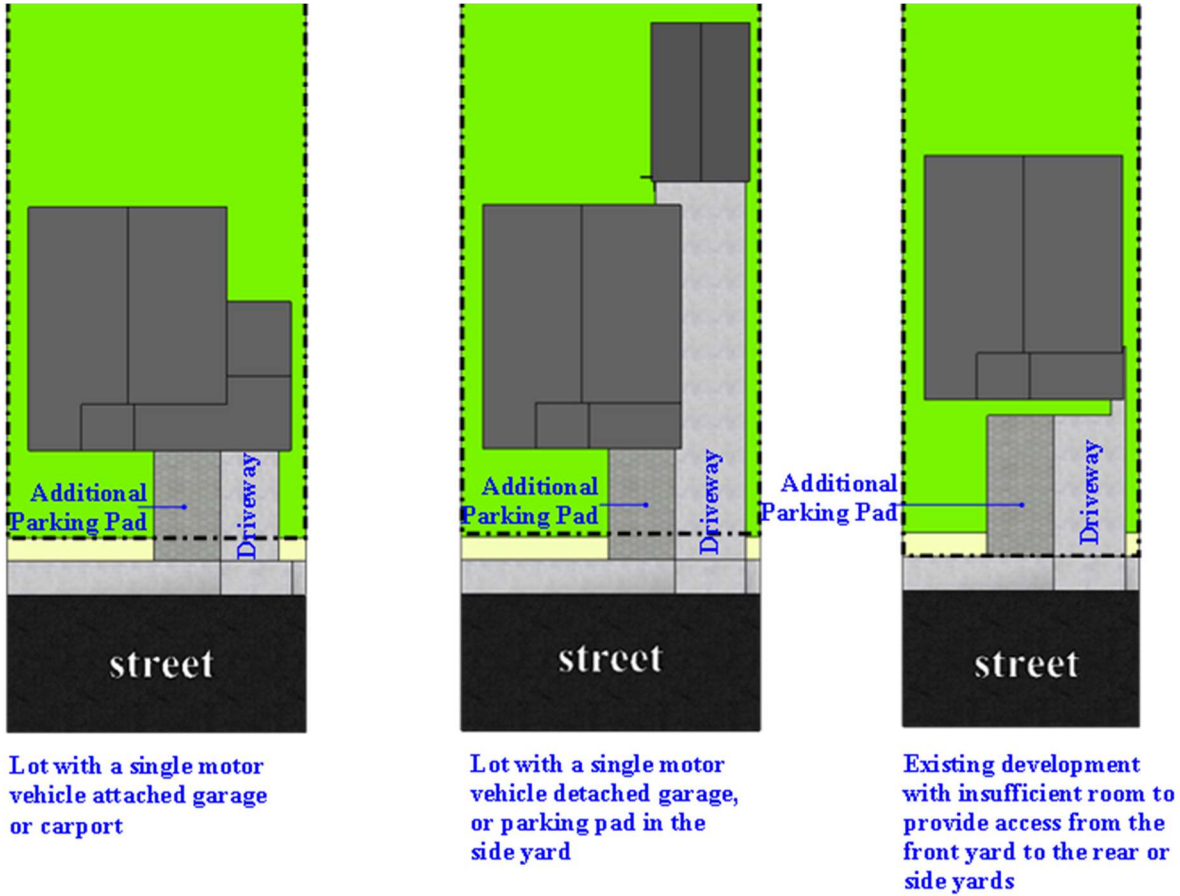 Additional
Parking Pad
Driveway
street
Lot with a single motor
vehicle attached garage
or carport
Additional
Parking Pad
Driveway
street
Lot with a single motor
vehicle detached garage,
or parking pad in the
side yard
Additional
Parking Pad
Driveway
street
Existing development
with insufficient room to
provide access from the
front yard to the rear or
side yards